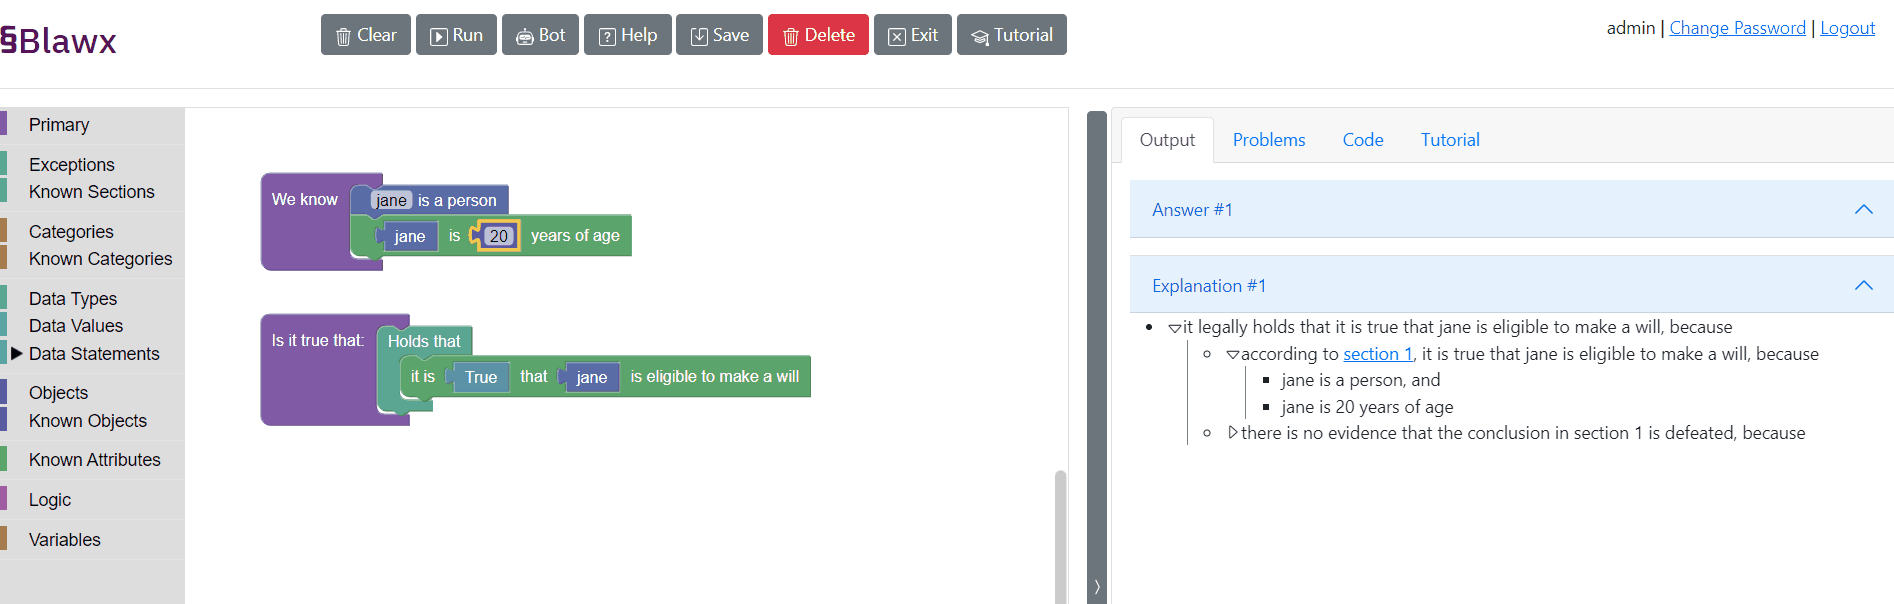 §Blawx
Clear
Run
Bot
Help
Save
Delete
Exit
Tutorial
admin | Change Password | Logout
Primary
Exceptions
Known Sections
Categories
Known Categories
Data Types
Data Values
Data Statements
Objects
Known Objects
Known Attributes
Logic
Variables
We know
jane is a person
jane is 20 years of age
Is it true that:
Holds that
it is True that jane is eligible to make a will
Output Problems Code Tutorial
Answer #1
Explanation #1
it legally holds that it is true that jane is eligible to make a will, because
according to section 1, it is true that jane is eligible to make a will, because
jane is a person, and
jane is 20 years of age
there is no evidence that the conclusion in section 1 is defeated, because